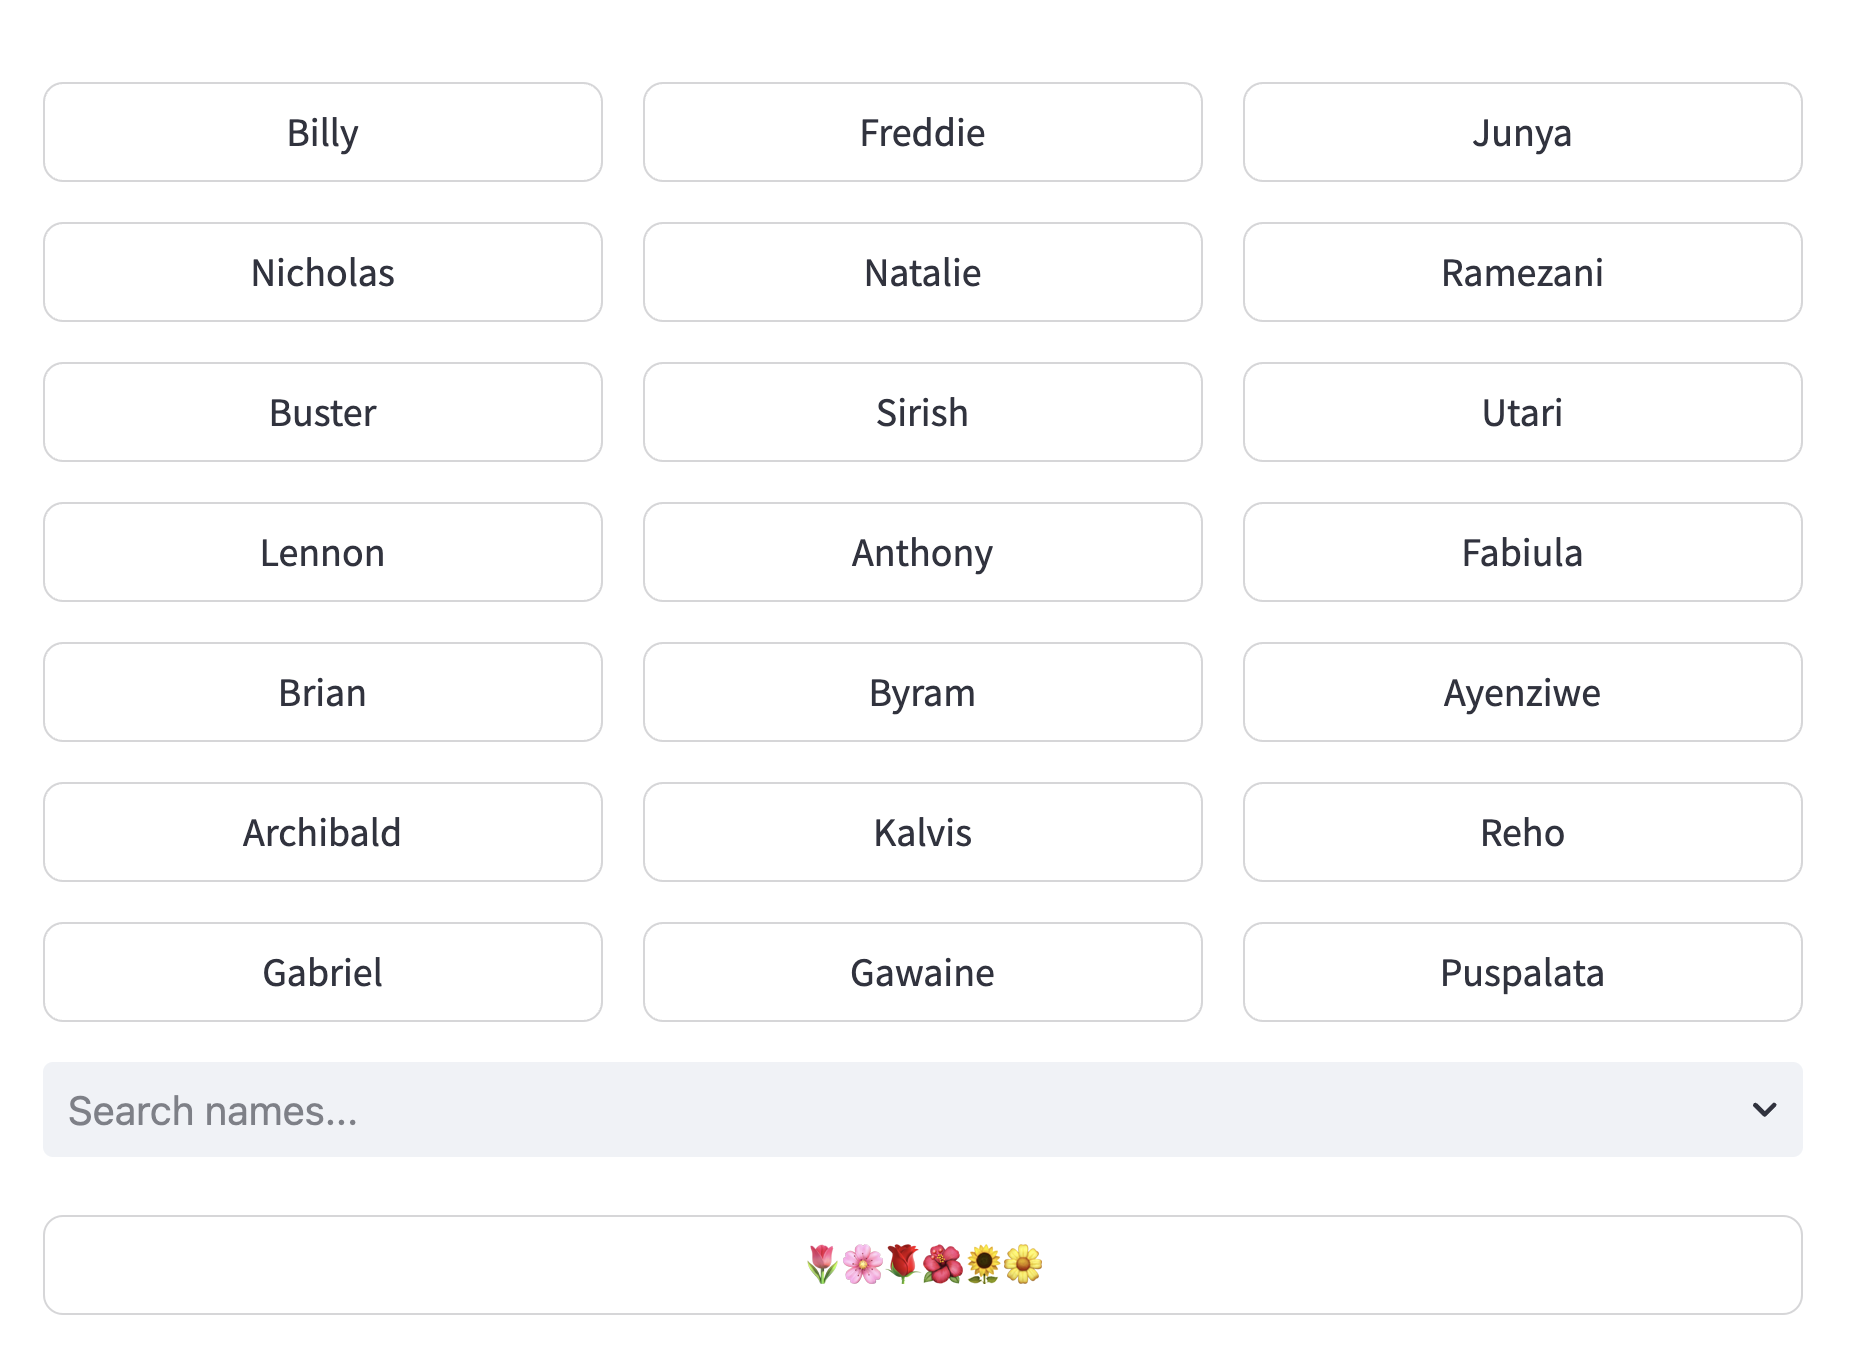 Billy
Freddie
Junya
Nicholas
Natalie
Ramezani
Buster
Sirish
Utari
Lennon
Anthony
Fabiula
Brian
Byram
Ayenziwe
Archibald
Kalvis
Reho
Gabriel
Gawaine
Puspalata
Search names...
🌷🌸🌹🌺🌻🌼